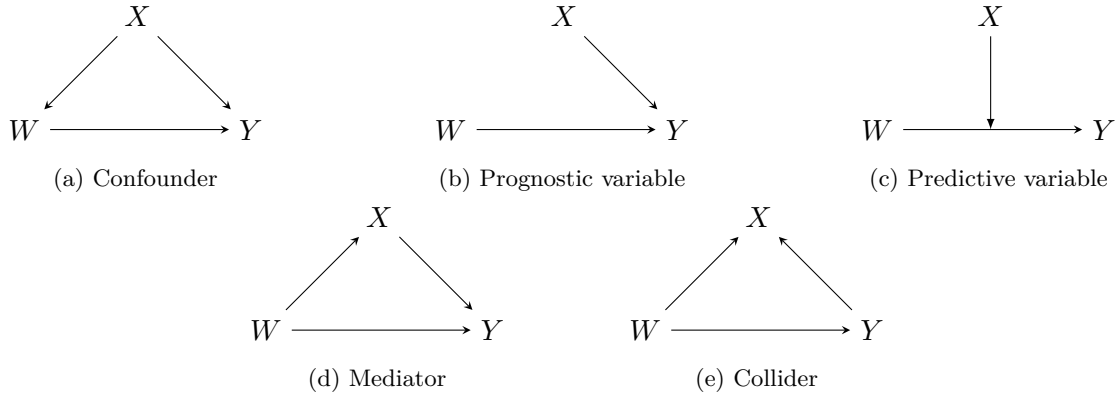 X X X
W Y W Y W Y
(a) Confounder (b) Prognostic variable (c) Predictive variable
X X
W Y W Y
(d) Mediator (e) Collider